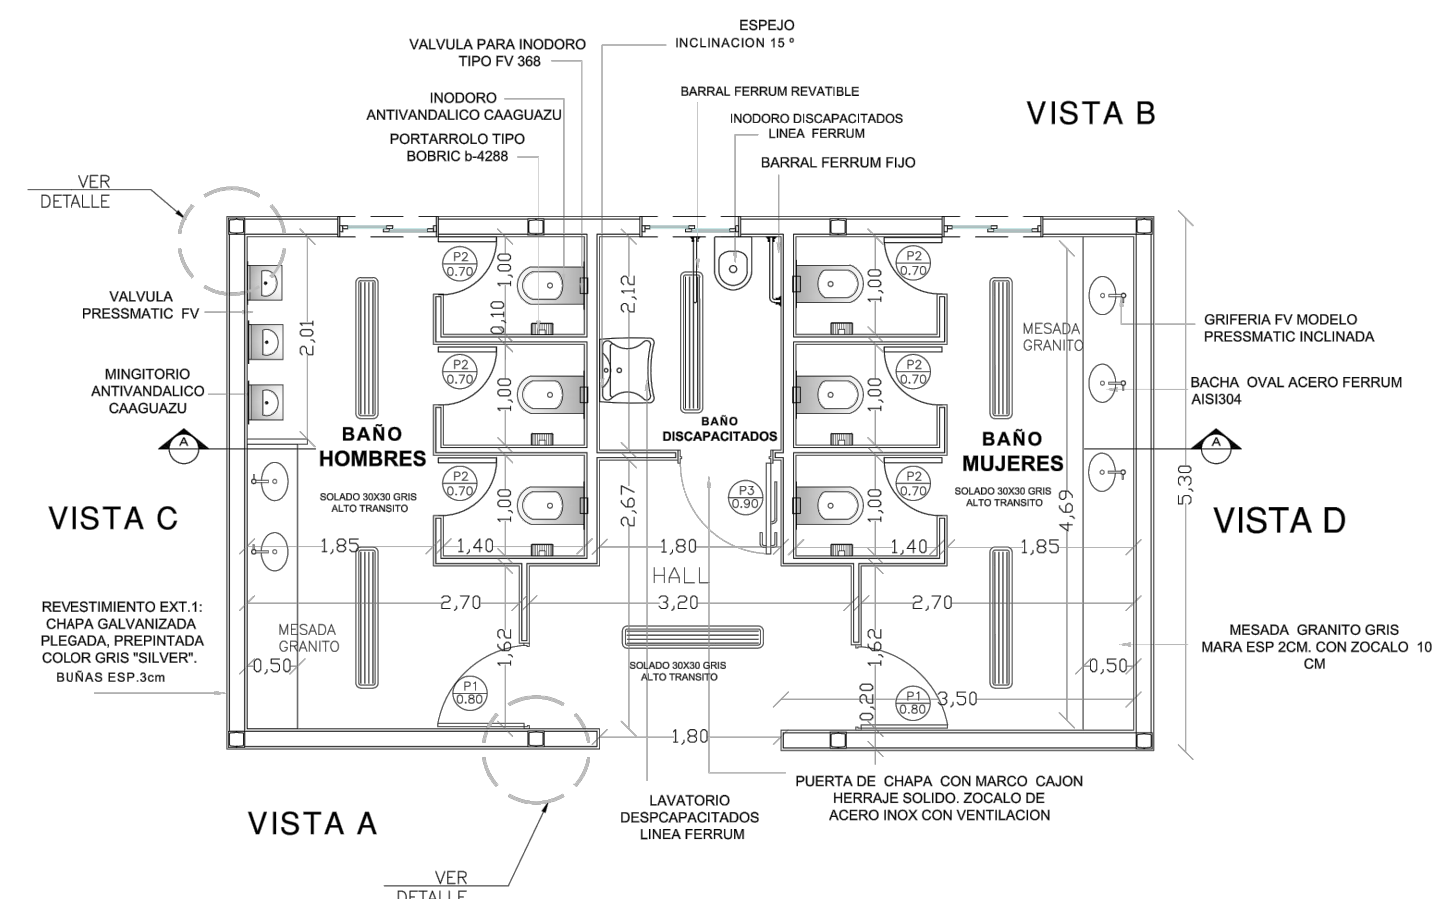 ESPEJO
INCLINACION 15 º
VALVULA PARA INODORO
TIPO FV 368
INODORO
ANTIVANDALICO CAAGUAZU
PORTARROLO TIPO
BOBRIC b-4288
BARRAL FERRUM REVATIBLE
INODORO DISCAPACITADOS
LINEA FERRUM
BARRAL FERRUM FIJO
VISTA B
VER
DETALLE
P2
0.70
1,00
2,12
1,00
P2
0.70
VALVULA
PRESSMATIC FV
2,01
0,10
MESADA
GRANITO
GRIFERIA FV MODELO
PRESSMATIC INCLINADA
MINGITORIO
ANTIVANDALICO
CAAGUAZU
P2
0.70
1,00
1,00
P2
0.70
BACHA OVAL ACERO FERRUM
AISI304
A
BAÑO
HOMBRES
BAÑO
DISCAPACITADOS
BAÑO
MUJERES
A
SOLADO 30X30 GRIS
ALTO TRANSITO
P2
0.70
1,00
2,67
P3
0.90
1,00
P2
0.70
SOLADO 30X30 GRIS
ALTO TRANSITO
4,69
5,30
VISTA C
VISTA D
1,85
1,40
1,80
1,40
1,85
HALL
2,70
3,20
2,70
REVESTIMIENTO EXT.1:
CHAPA GALVANIZADA
PLEGADA, PREPINTADA
COLOR GRIS "SILVER".
BUÑAS ESP.3cm
MESADA
GRANITO
0,50
1,62
SOLADO 30X30 GRIS
ALTO TRANSITO
1,62
0,50
MESADA GRANITO GRIS
MARA ESP 2CM. CON ZOCALO 10
CM
P1
0.80
0,20
P1
0.80
3,50
1,80
VISTA A
LAVATORIO
DESPCAPACITADOS
LINEA FERRUM
PUERTA DE CHAPA CON MARCO CAJON
HERRAJE SOLIDO. ZOCALO DE
ACERO INOX CON VENTILACION
VER
DETALLE